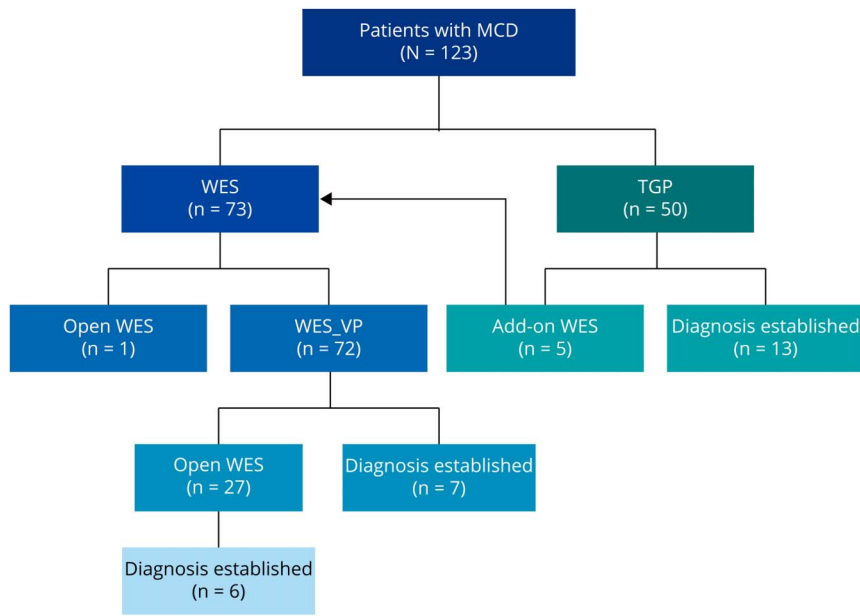 Patients with MCD
(N = 123)
WES
(n = 73)
TGP
(n = 50)
Open WES
(n = 1)
WES_VP
(n = 72)
Add-on WES
(n = 5)
Diagnosis established
(n = 13)
Open WES
(n = 27)
Diagnosis established
(n = 7)
Diagnosis established
(n = 6)